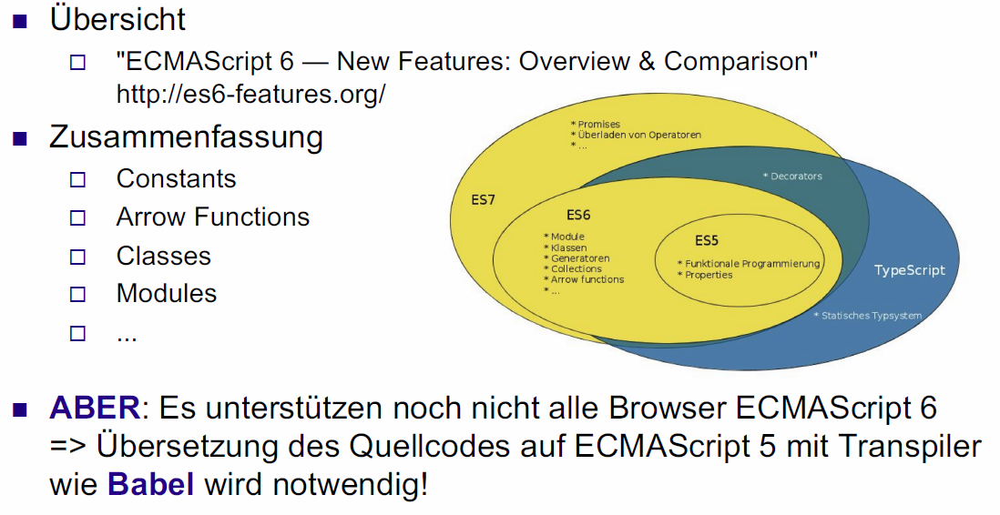 Übersicht
"ECMAScript 6 — New Features: Overview & Comparison"
http://es6-features.org/
Zusammenfassung
Constants
Arrow Functions
Classes
Modules
...
* Promises
* Überladen von Operatoren
* ...
* Decorators
ES7
ES6
* Module
* Klassen
* Generatoren
* Collections
* Arrow functions
* ...
ES5
* Funktionale Programmierung
* Properties
TypeScript
* Statisches Typsystem
ABER: Es unterstützen noch nicht alle Browser ECMAScript 6
=> Übersetzung des Quellcodes auf ECMAScript 5 mit Transpiler
wie Babel wird notwendig!